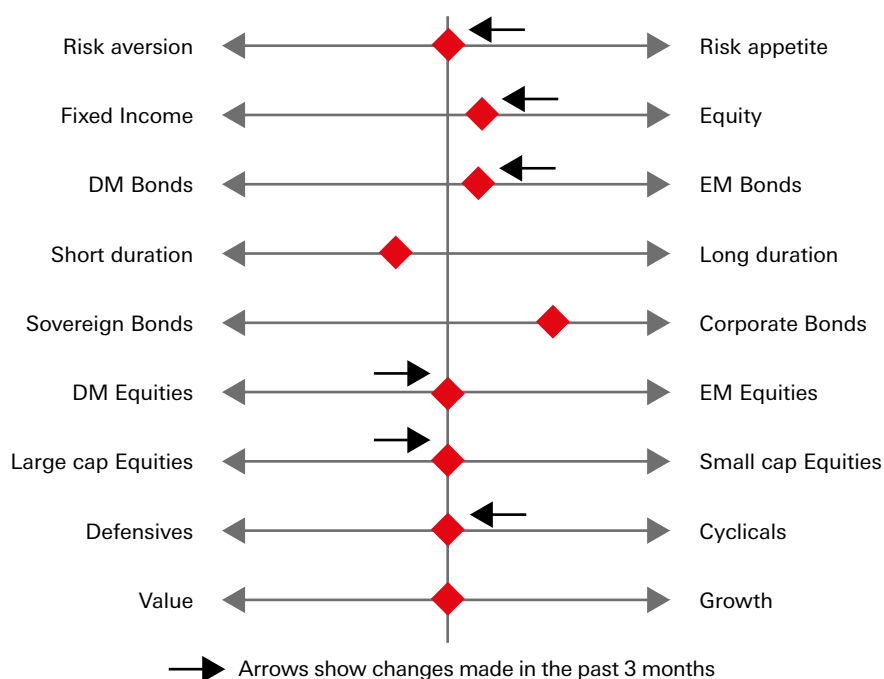 Risk aversion Risk appetite
Fixed Income Equity
DM Bonds EM Bonds
Short duration Long duration
Sovereign Bonds Corporate Bonds
DM Equities EM Equities
Large cap Equities Small cap Equities
Defensives Cyclicals
Value Growth
Arrows show changes made in the past 3 months